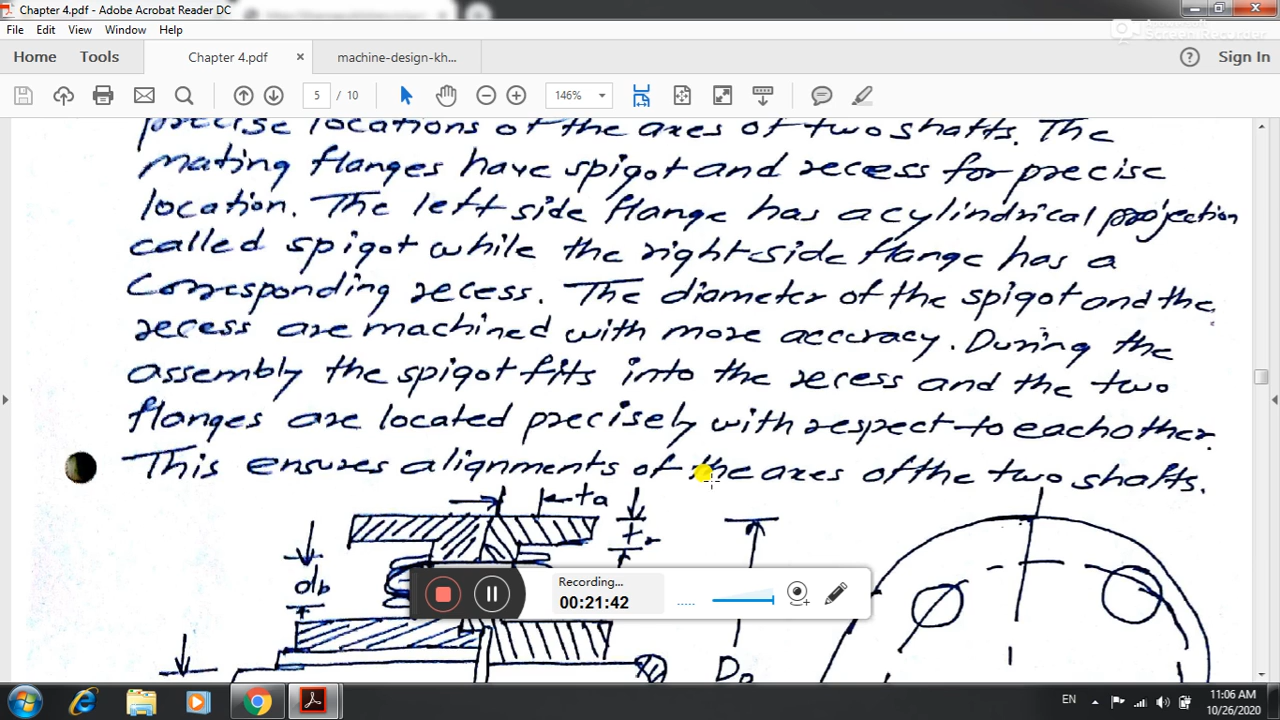 Chapter 4.pdf - Adobe Acrobat Reader DC
File Edit View Window Help
Home Tools Chapter 4.pdf × machine-design-kh... Sign In
5 / 10 146%
precise locations of the axes of two shafts. The
mating flanges have spigot and recess for precise
location. The left side flange has a cylindrical projection
called spigot while the right-side flange has a
Corresponding recess. The diameter of the spigot and the
recess are machined with more accuracy. During the
assembly the spigot fits into the recess and the two
flanges are located precisely with respect to each other.
This ensures alignments of the axes of the two shafts.
ta
tr
db
Recording...
00:21:42
Do
EN 11:06 AM
10/26/2020